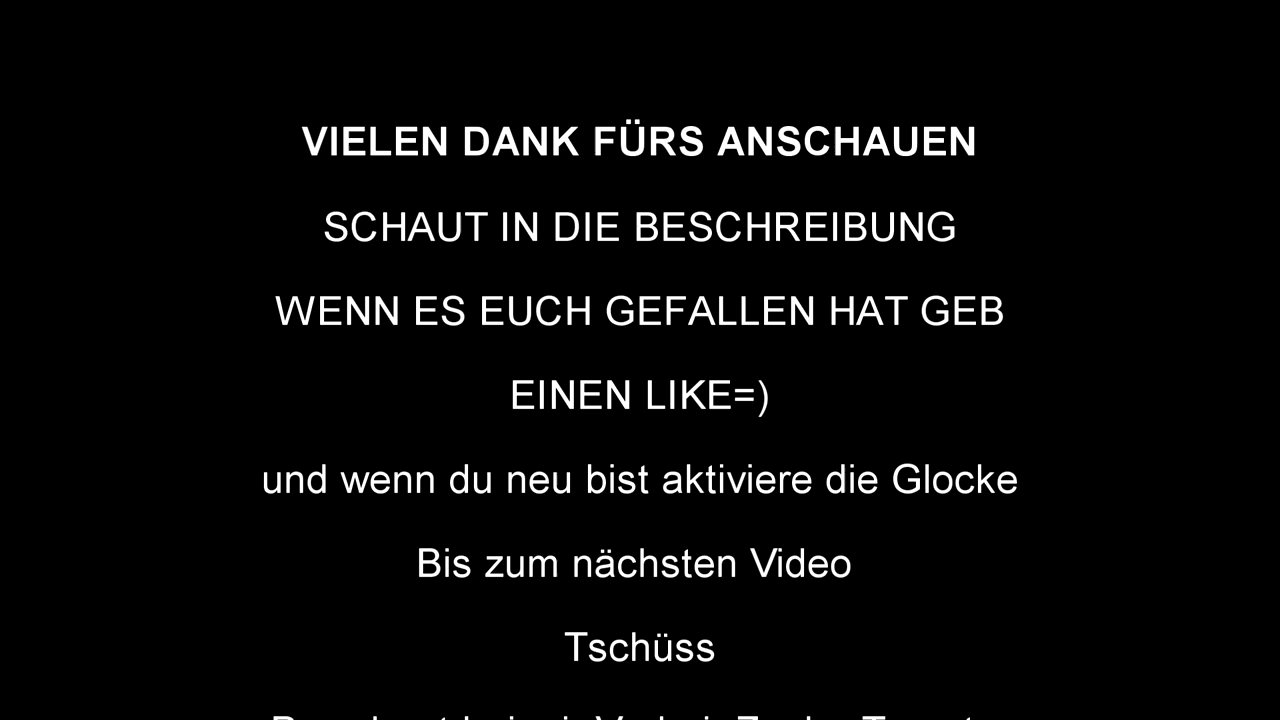 VIELEN DANK FÜRS ANSCHAUEN
SCHAUT IN DIE BESCHREIBUNG
WENN ES EUCH GEFALLEN HAT GEB
EINEN LIKE=)
und wenn du neu bist aktiviere die Glocke
Bis zum nächsten Video
Tschüss